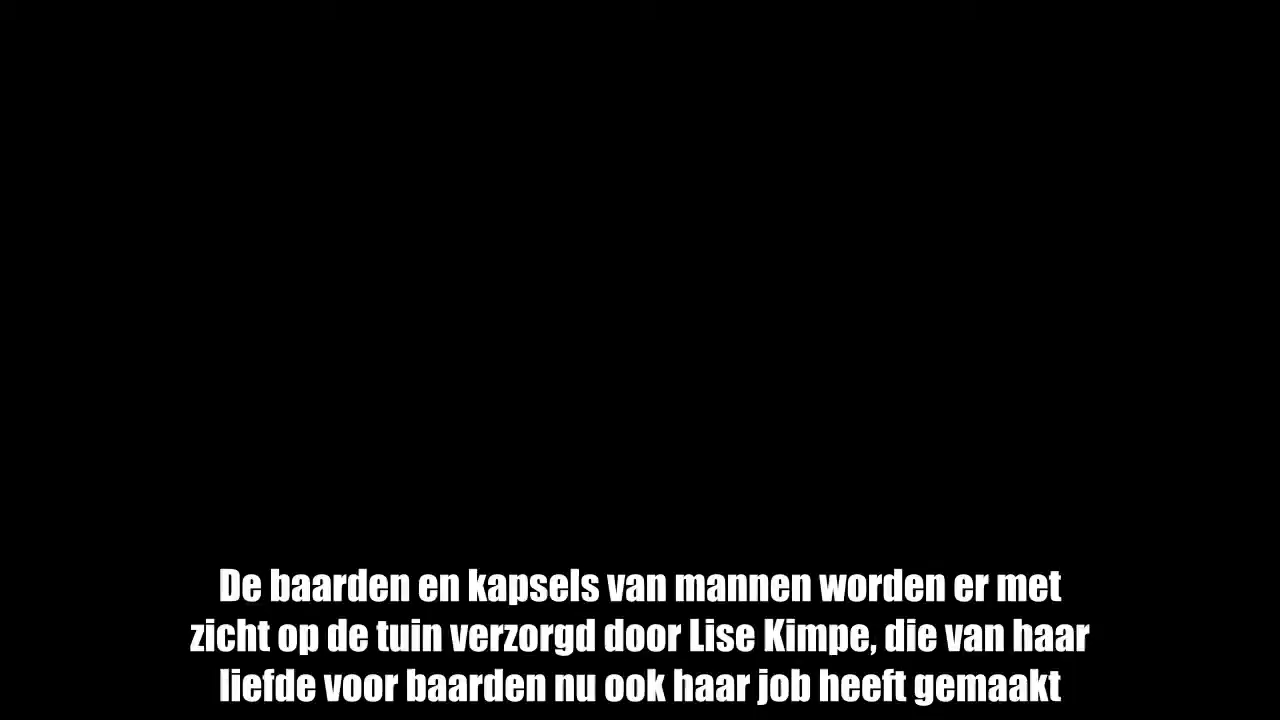 De baarden en kapsels van mannen worden er met
zicht op de tuin verzorgd door Lise Kimpe, die van haar
liefde voor baarden nu ook haar job heeft gemaakt